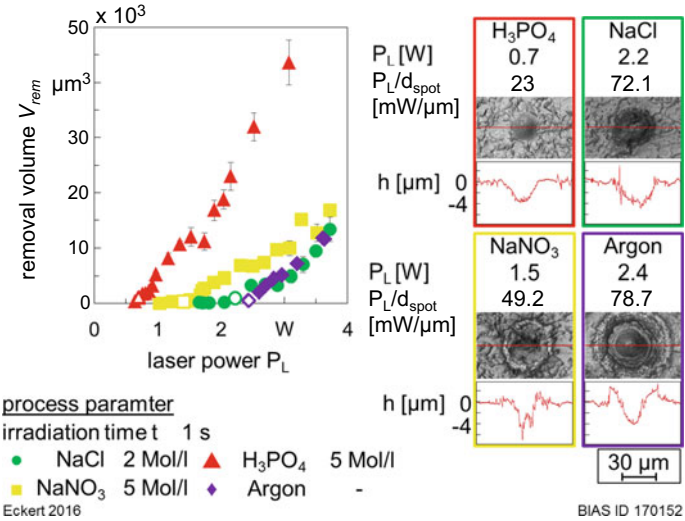 x 10³
50
µm³
30
20
10
0
removal volume V_rem
0 1 2 W 4
laser power P_L
H₃PO₄ NaCl
P_L [W] 0.7 2.2
P_L/d_spot 23 72.1
[mW/µm]
h [µm] 0
-4
NaNO₃ Argon
P_L [W] 1.5 2.4
P_L/d_spot 49.2 78.7
[mW/µm]
h [µm] 0
-4
30 µm
process paramter
irradiation time t 1 s
NaCl 2 Mol/l H₃PO₄ 5 Mol/l
NaNO₃ 5 Mol/l Argon -
Eckert 2016 BIAS ID 170152